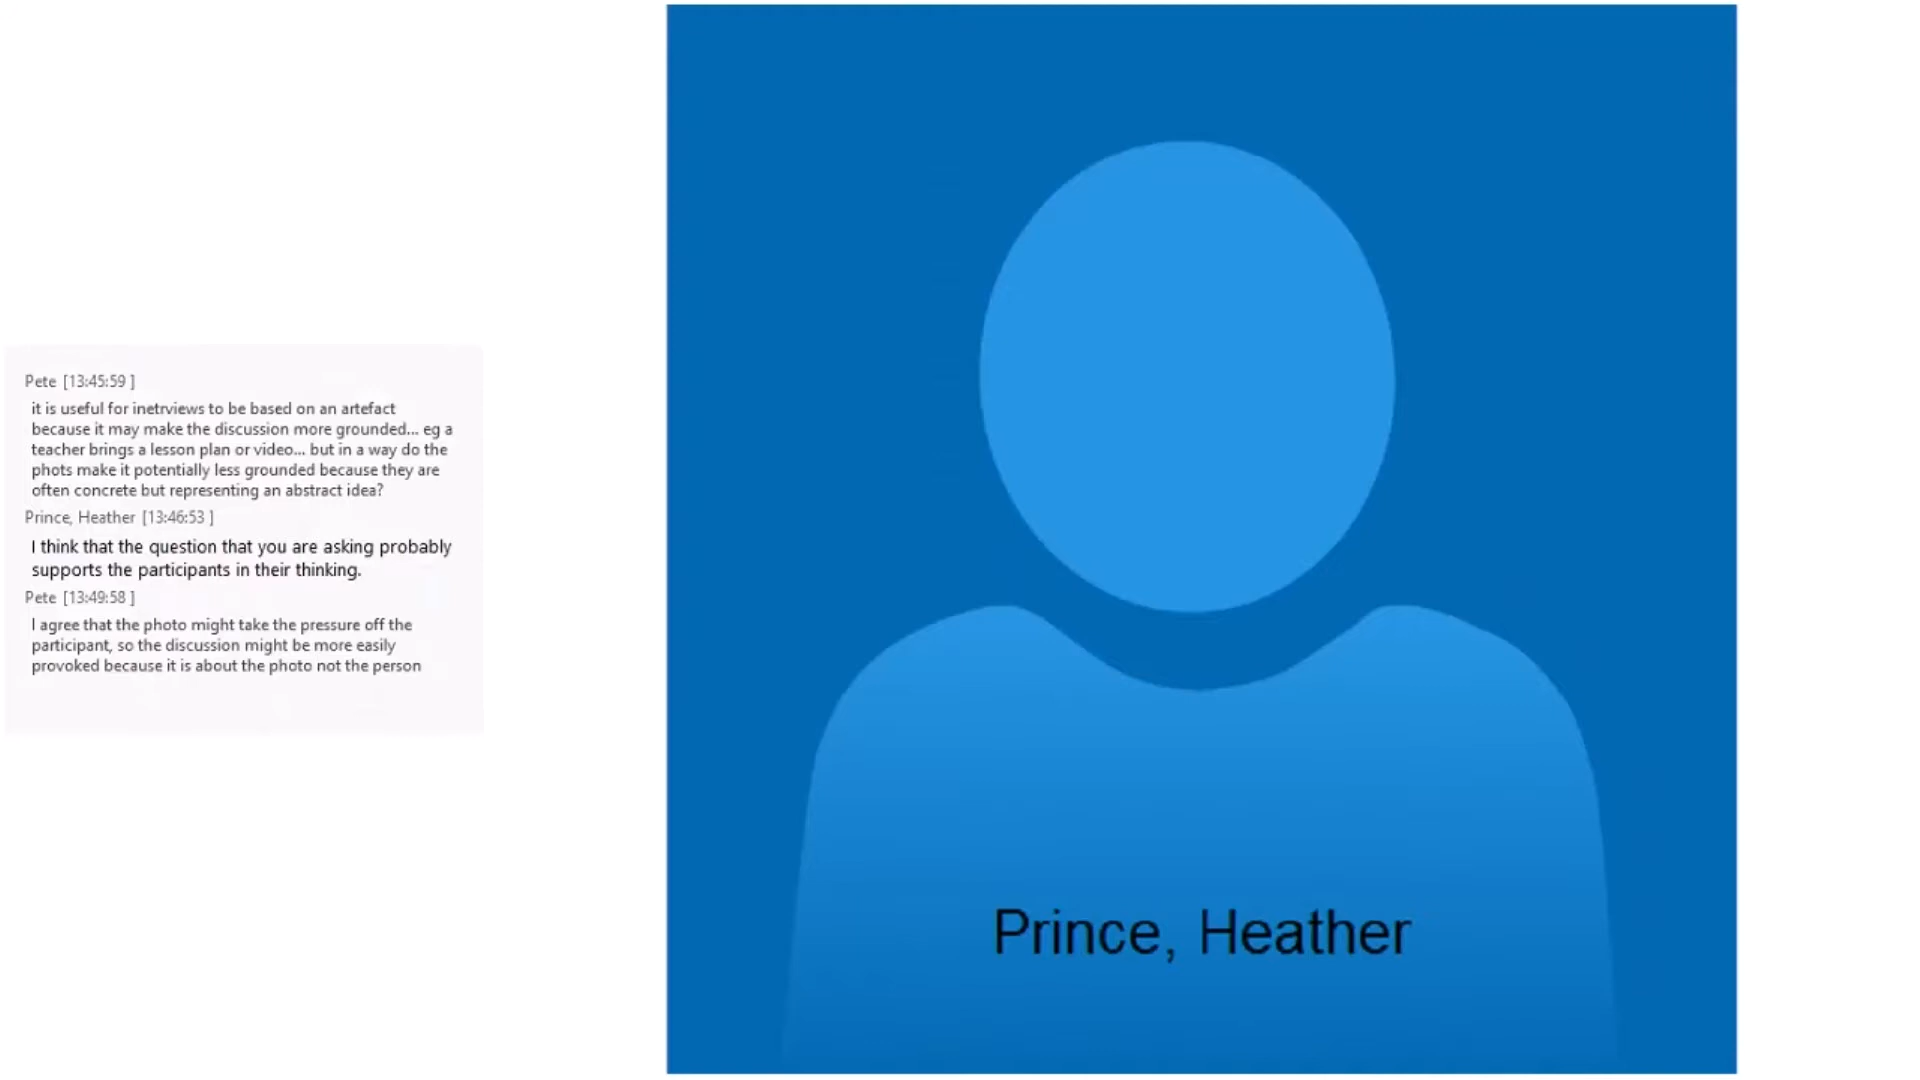 Pete [13:45:59 ]
it is useful for inetrviews to be based on an artefact
because it may make the discussion more grounded... eg a
teacher brings a lesson plan or video... but in a way do the
phots make it potentially less grounded because they are
often concrete but representing an abstract idea?
Prince, Heather [13:46:53 ]
I think that the question that you are asking probably
supports the participants in their thinking.
Pete [13:49:58 ]
I agree that the photo might take the pressure off the
participant, so the discussion might be more easily
provoked because it is about the photo not the person
Prince, Heather